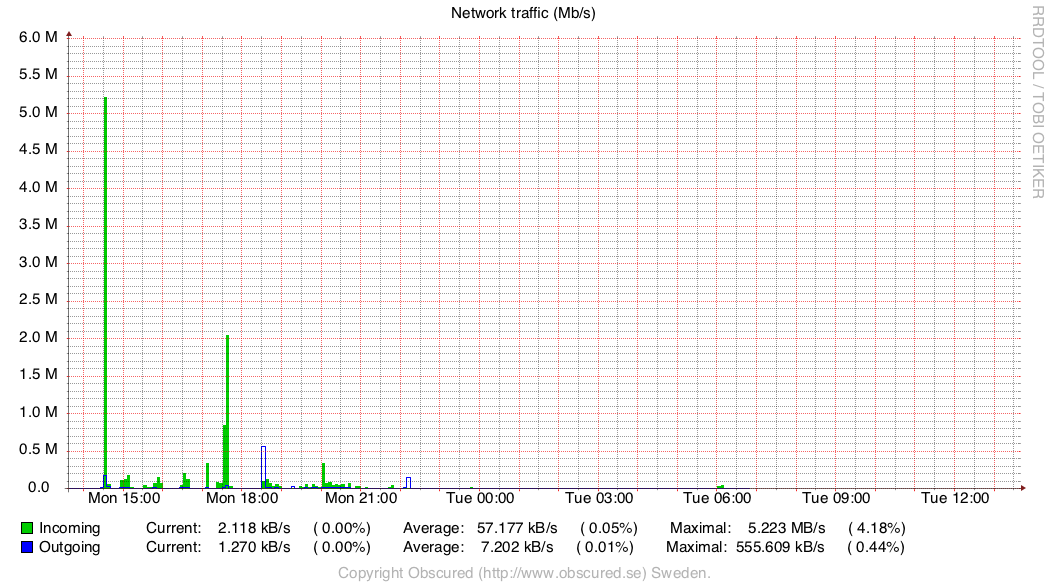 Network traffic (Mb/s)
RRDTOOL / TOBI OETIKER
6.0 M
5.5 M
5.0 M
4.5 M
4.0 M
3.5 M
3.0 M
2.5 M
2.0 M
1.5 M
1.0 M
0.5 M
0.0
Mon 15:00 Mon 18:00 Mon 21:00 Tue 00:00 Tue 03:00 Tue 06:00 Tue 09:00 Tue 12:00
Incoming Current: 2.118 kB/s ( 0.00%) Average: 57.177 kB/s ( 0.05%) Maximal: 5.223 MB/s ( 4.18%)
Outgoing Current: 1.270 kB/s ( 0.00%) Average: 7.202 kB/s ( 0.01%) Maximal: 555.609 kB/s ( 0.44%)
Copyright Obscured (http://www.obscured.se) Sweden.